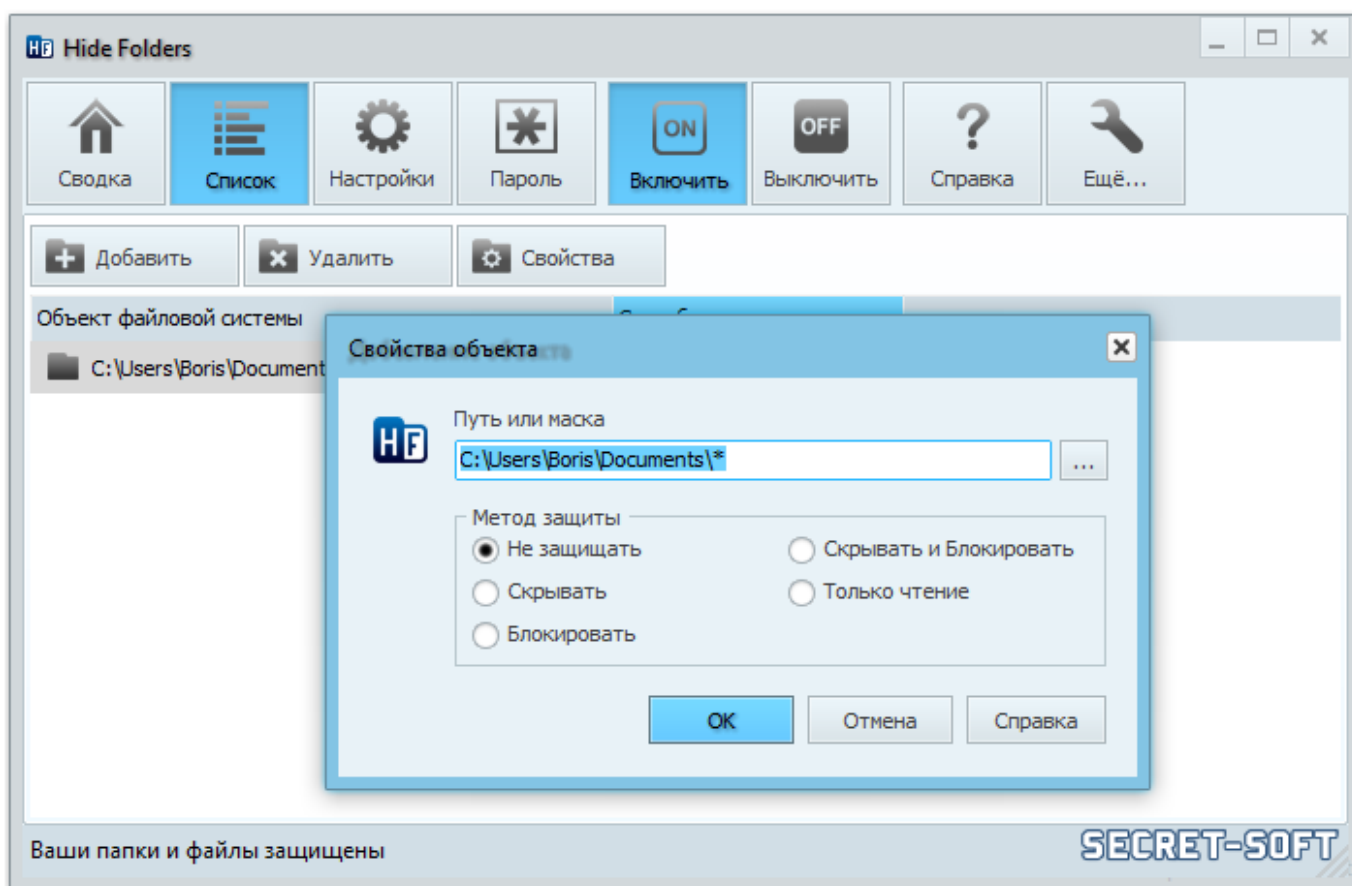 HF Hide Folders
Сводка
Список
Настройки
Пароль
ON
Включить
OFF
Выключить
?
Справка
Ещё...
Добавить
Удалить
Свойства
Объект файловой системы
C:\Users\Boris\Document
Свойства объекта
HF
Путь или маска
C:\Users\Boris\Documents\*
...
Метод защиты
Не защищать
Скрывать и Блокировать
Скрывать
Только чтение
Блокировать
OK
Отмена
Справка
Ваши папки и файлы защищены
SECRET-SOFT